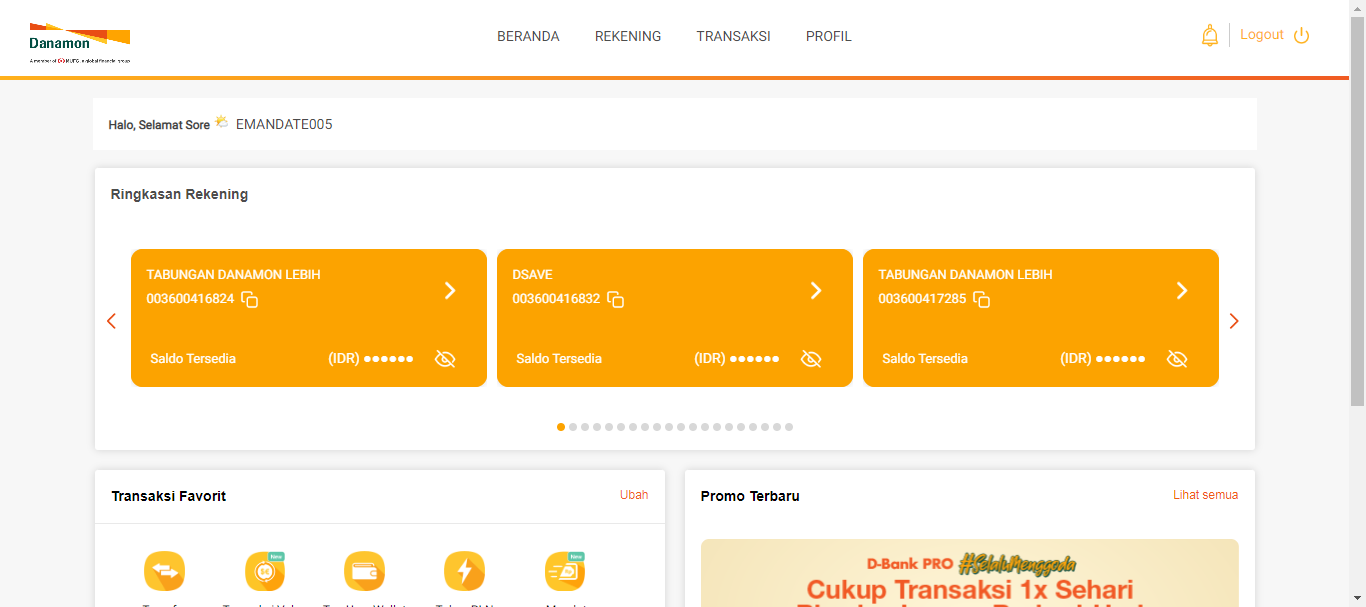 Danamon
A member of MUFG, a global financial group
BERANDA REKENING TRANSAKSI PROFIL
Logout
Halo, Selamat Sore EMANDATE005
Ringkasan Rekening
TABUNGAN DANAMON LEBIH
003600416824
Saldo Tersedia (IDR) ●●●●●●
DSAVE
003600416832
Saldo Tersedia (IDR) ●●●●●●
TABUNGAN DANAMON LEBIH
003600417285
Saldo Tersedia (IDR) ●●●●●●
Transaksi Favorit Ubah
New
New
Promo Terbaru Lihat semua
D-Bank PRO #SelaluMenggoda
Cukup Transaksi 1x Sehari